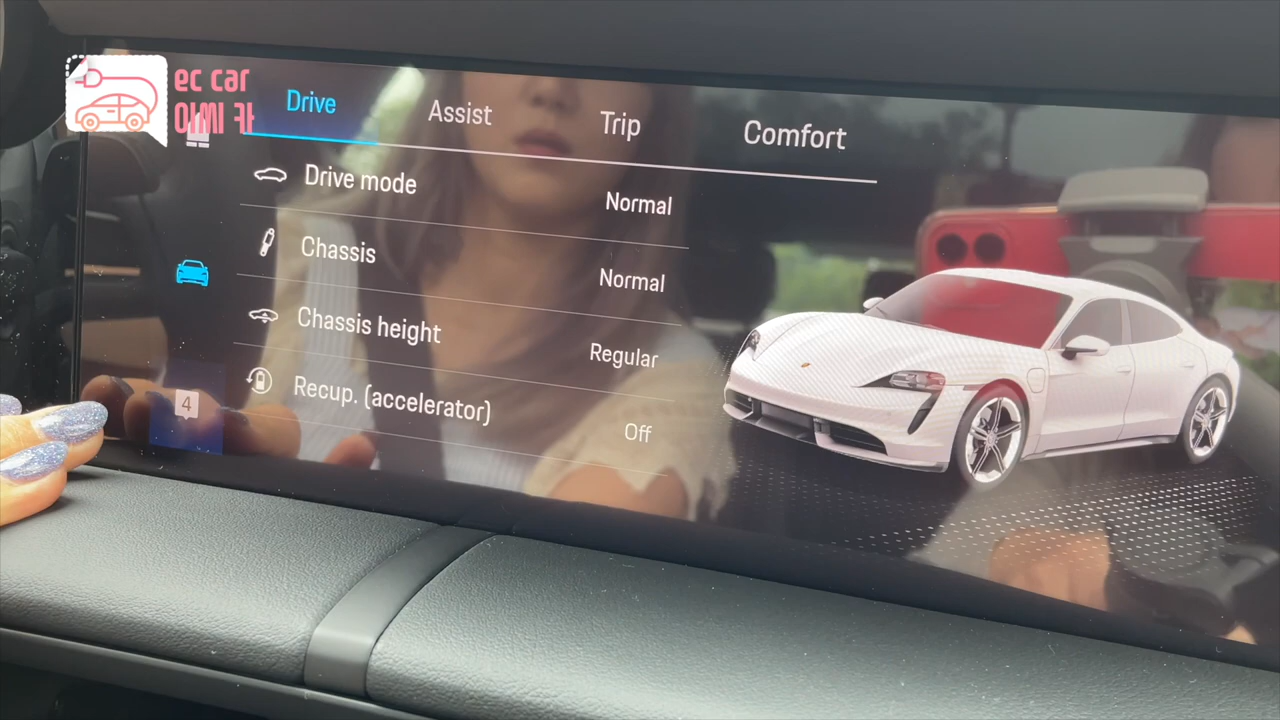 ec car
이씨 카
Drive Assist Trip Comfort
Drive mode Normal
Chassis Normal
Chassis height Regular
Recup. (accelerator) Off
4